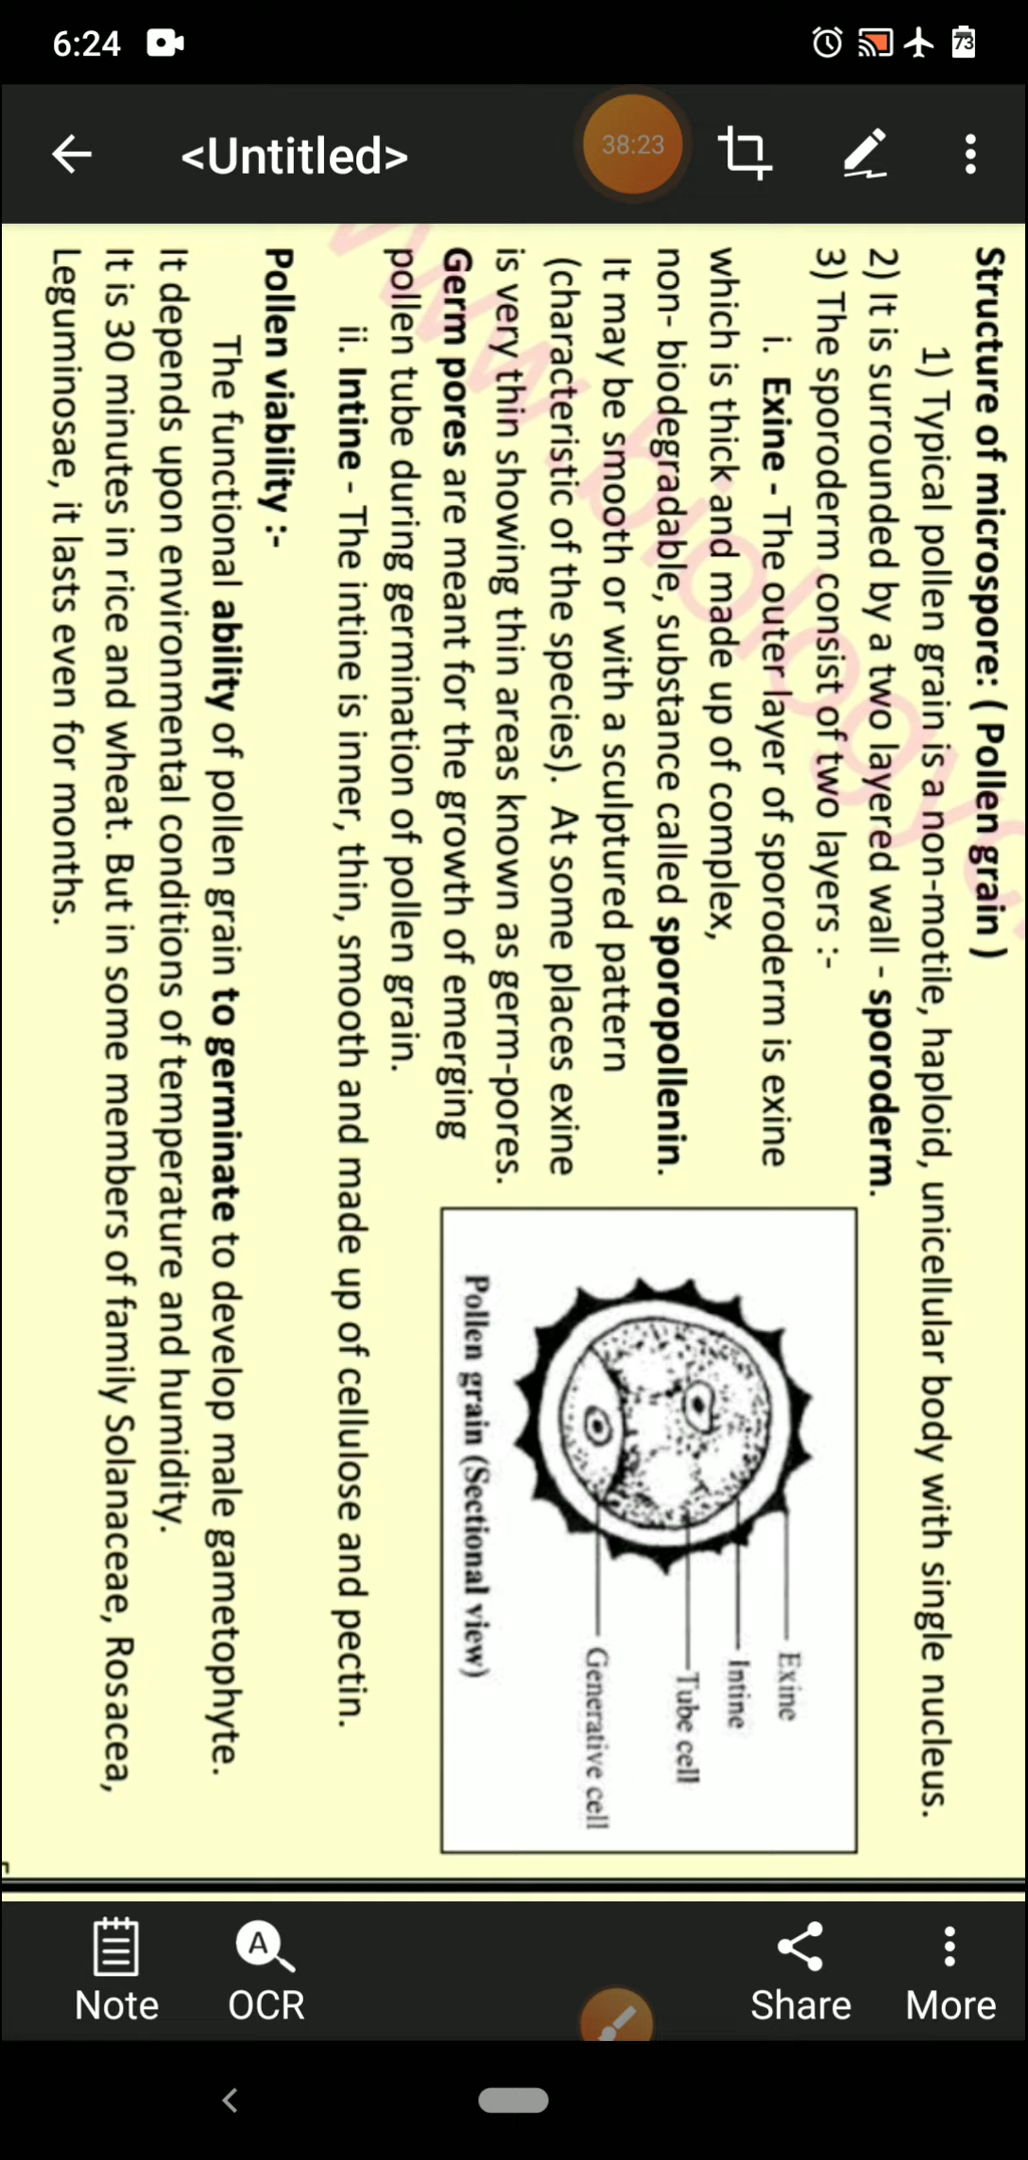 6:24
73
<Untitled>
38:23
Structure of microspore: ( Pollen grain )
1) Typical pollen grain is a non-motile, haploid, unicellular body with single nucleus.
2) It is surrounded by a two layered wall - sporoderm.
3) The sporoderm consist of two layers :-
i. Exine - The outer layer of sporoderm is exine
which is thick and made up of complex,
non- biodegradable, substance called sporopollenin.
It may be smooth or with a sculptured pattern
(characteristic of the species). At some places exine
is very thin showing thin areas known as germ-pores.
Germ pores are meant for the growth of emerging
pollen tube during germination of pollen grain.
ii. Intine - The intine is inner, thin, smooth and made up of cellulose and pectin.
Exine
Intine
Tube cell
Generative cell
Pollen grain (Sectional view)
Pollen viability :-
The functional ability of pollen grain to germinate to develop male gametophyte.
It depends upon environmental conditions of temperature and humidity.
It is 30 minutes in rice and wheat. But in some members of family Solanaceae, Rosacea,
Leguminosae, it lasts even for months.
Note
OCR
Share
More